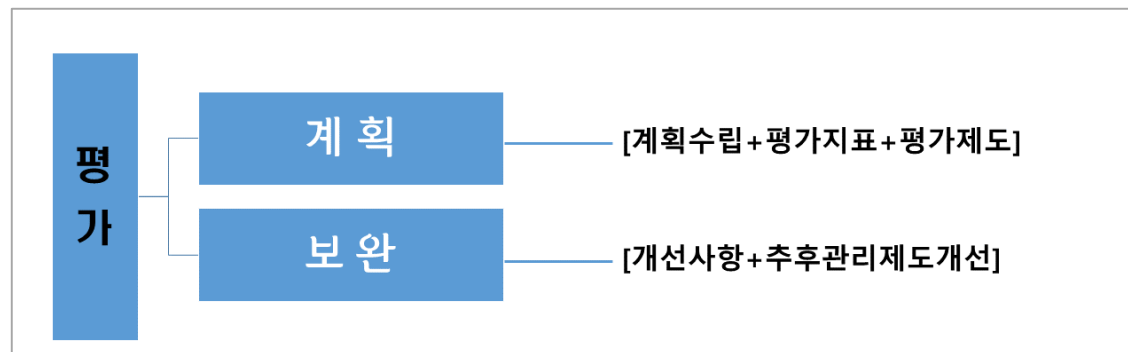 평
가
계 획
[계획수립+평가지표+평가제도]
보 완
[개선사항+추후관리제도개선]